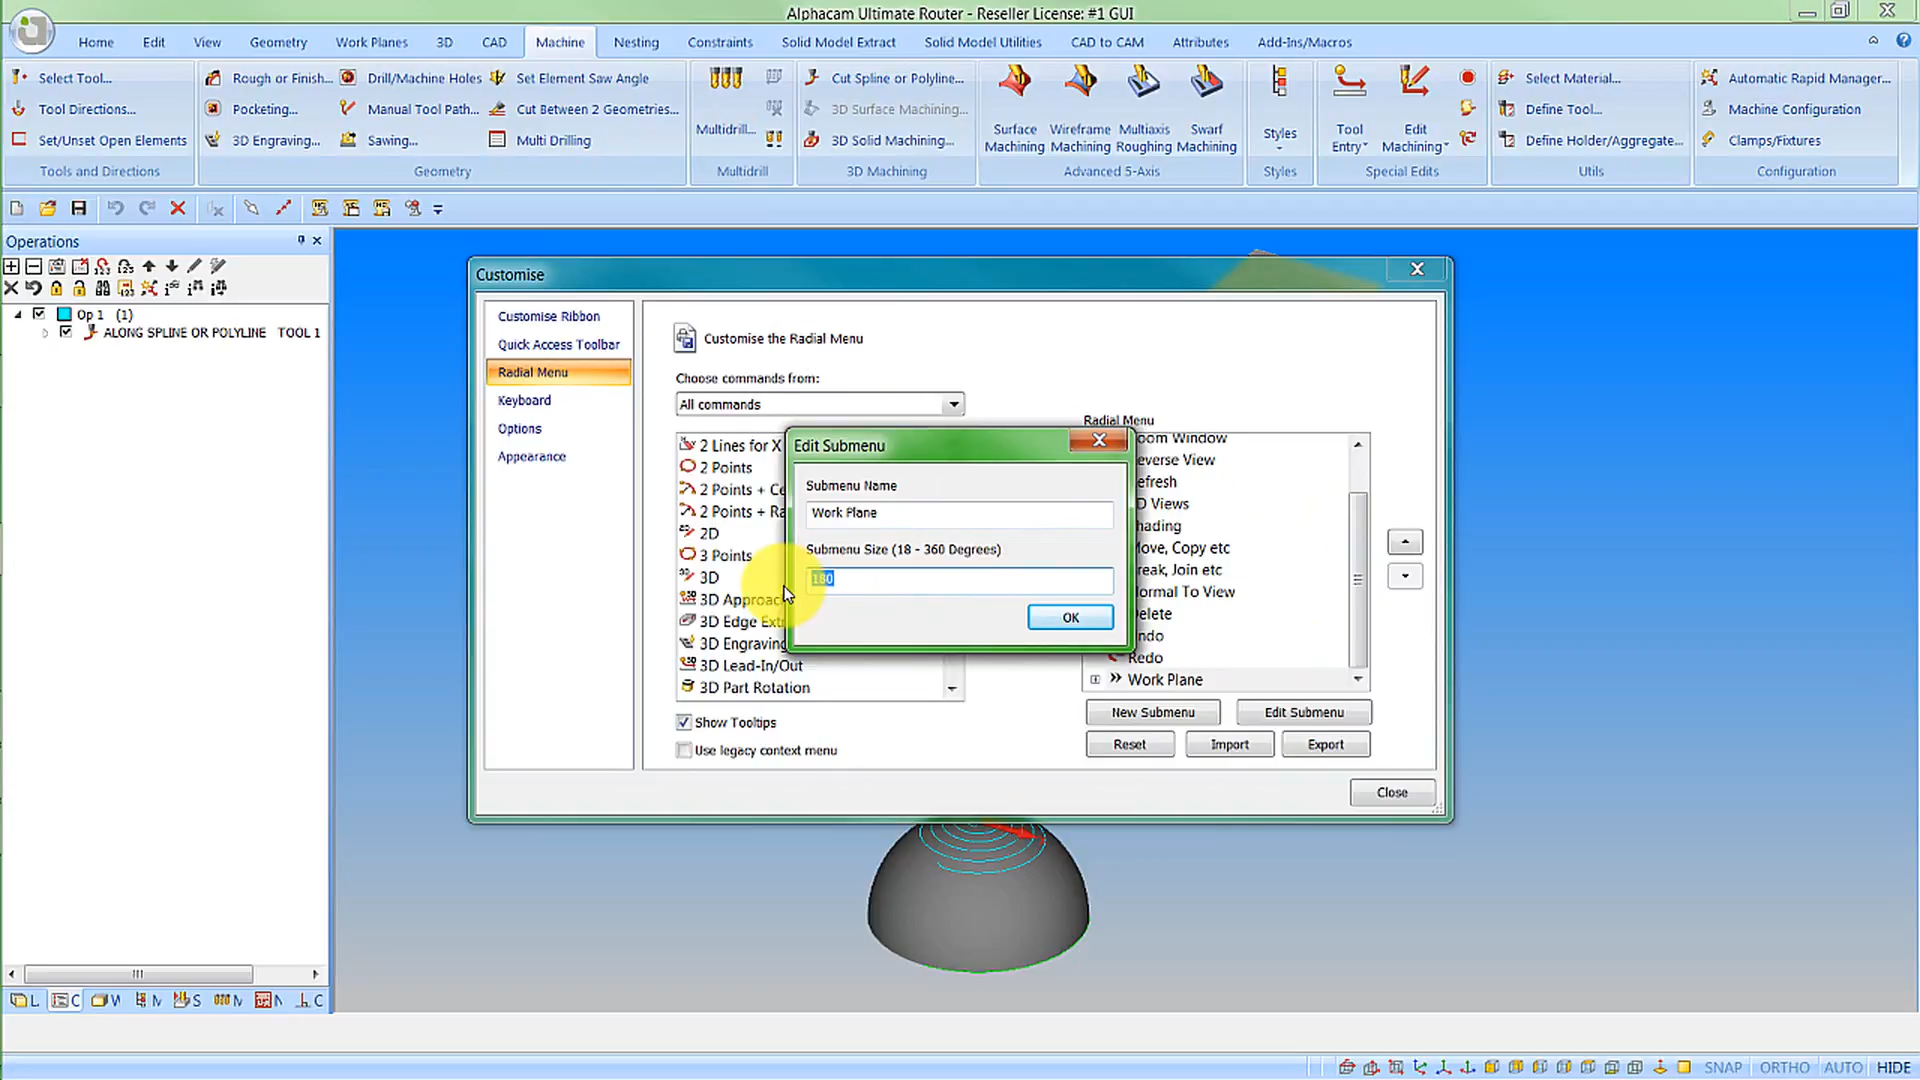 Alphacam Ultimate Router - Reseller License: #1 GUI
Home Edit View Geometry Work Planes 3D CAD Machine Nesting Constraints Solid Model Extract Solid Model Utilities CAD to CAM Attributes Add-Ins/Macros
Select Tool... Rough or Finish... Drill/Machine Holes Set Element Saw Angle Cut Spline or Polyline... Select Material... Automatic Rapid Manager...
Tool Directions... Pocketing... Manual Tool Path... Cut Between 2 Geometries... 3D Surface Machining... Define Tool... Machine Configuration
Set/Unset Open Elements 3D Engraving... Sawing... Multi Drilling Multidrill... 3D Solid Machining... Define Holder/Aggregate... Clamps/Fixtures
Surface Machining Wireframe Machining Multiaxis Roughing Swarf Machining Styles Tool Entry Edit Machining
Tools and Directions Geometry Multidrill 3D Machining Advanced 5-Axis Styles Special Edits Utils Configuration
Operations
Op 1 (1)
ALONG SPLINE OR POLYLINE TOOL 1
Customise
Customise Ribbon
Quick Access Toolbar
Radial Menu
Keyboard
Options
Appearance
Customise the Radial Menu
Choose commands from:
All commands
2 Lines for X
2 Points
2 Points + Ce
2 Points + Ra
2D
3 Points
3D
3D Approac
3D Edge Ext
3D Engraving
3D Lead-In/Out
3D Part Rotation
Show Tooltips
Use legacy context menu
Edit Submenu
Submenu Name
Work Plane
Submenu Size (18 - 360 Degrees)
180
OK
Radial Menu
oom Window
everse View
efresh
D Views
hading
ove, Copy etc
reak, Join etc
ormal To View
elete
ndo
Redo
Work Plane
New Submenu Edit Submenu
Reset Import Export
Close
L C W M S M N C
SNAP ORTHO AUTO HIDE